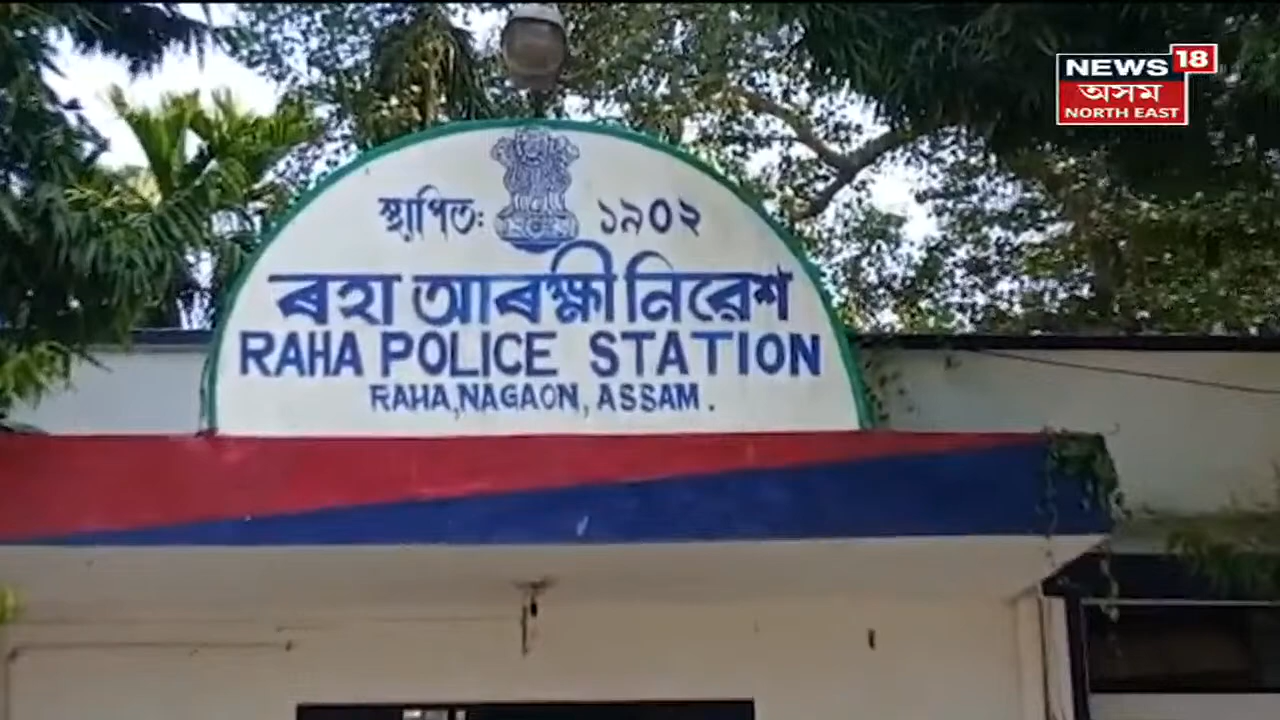 স্থাপিতঃ ১৯০২
ৰহা আৰক্ষী নিৱেশ
RAHA POLICE STATION
RAHA, NAGAON, ASSAM.
NEWS 18
অসম
NORTH EAST